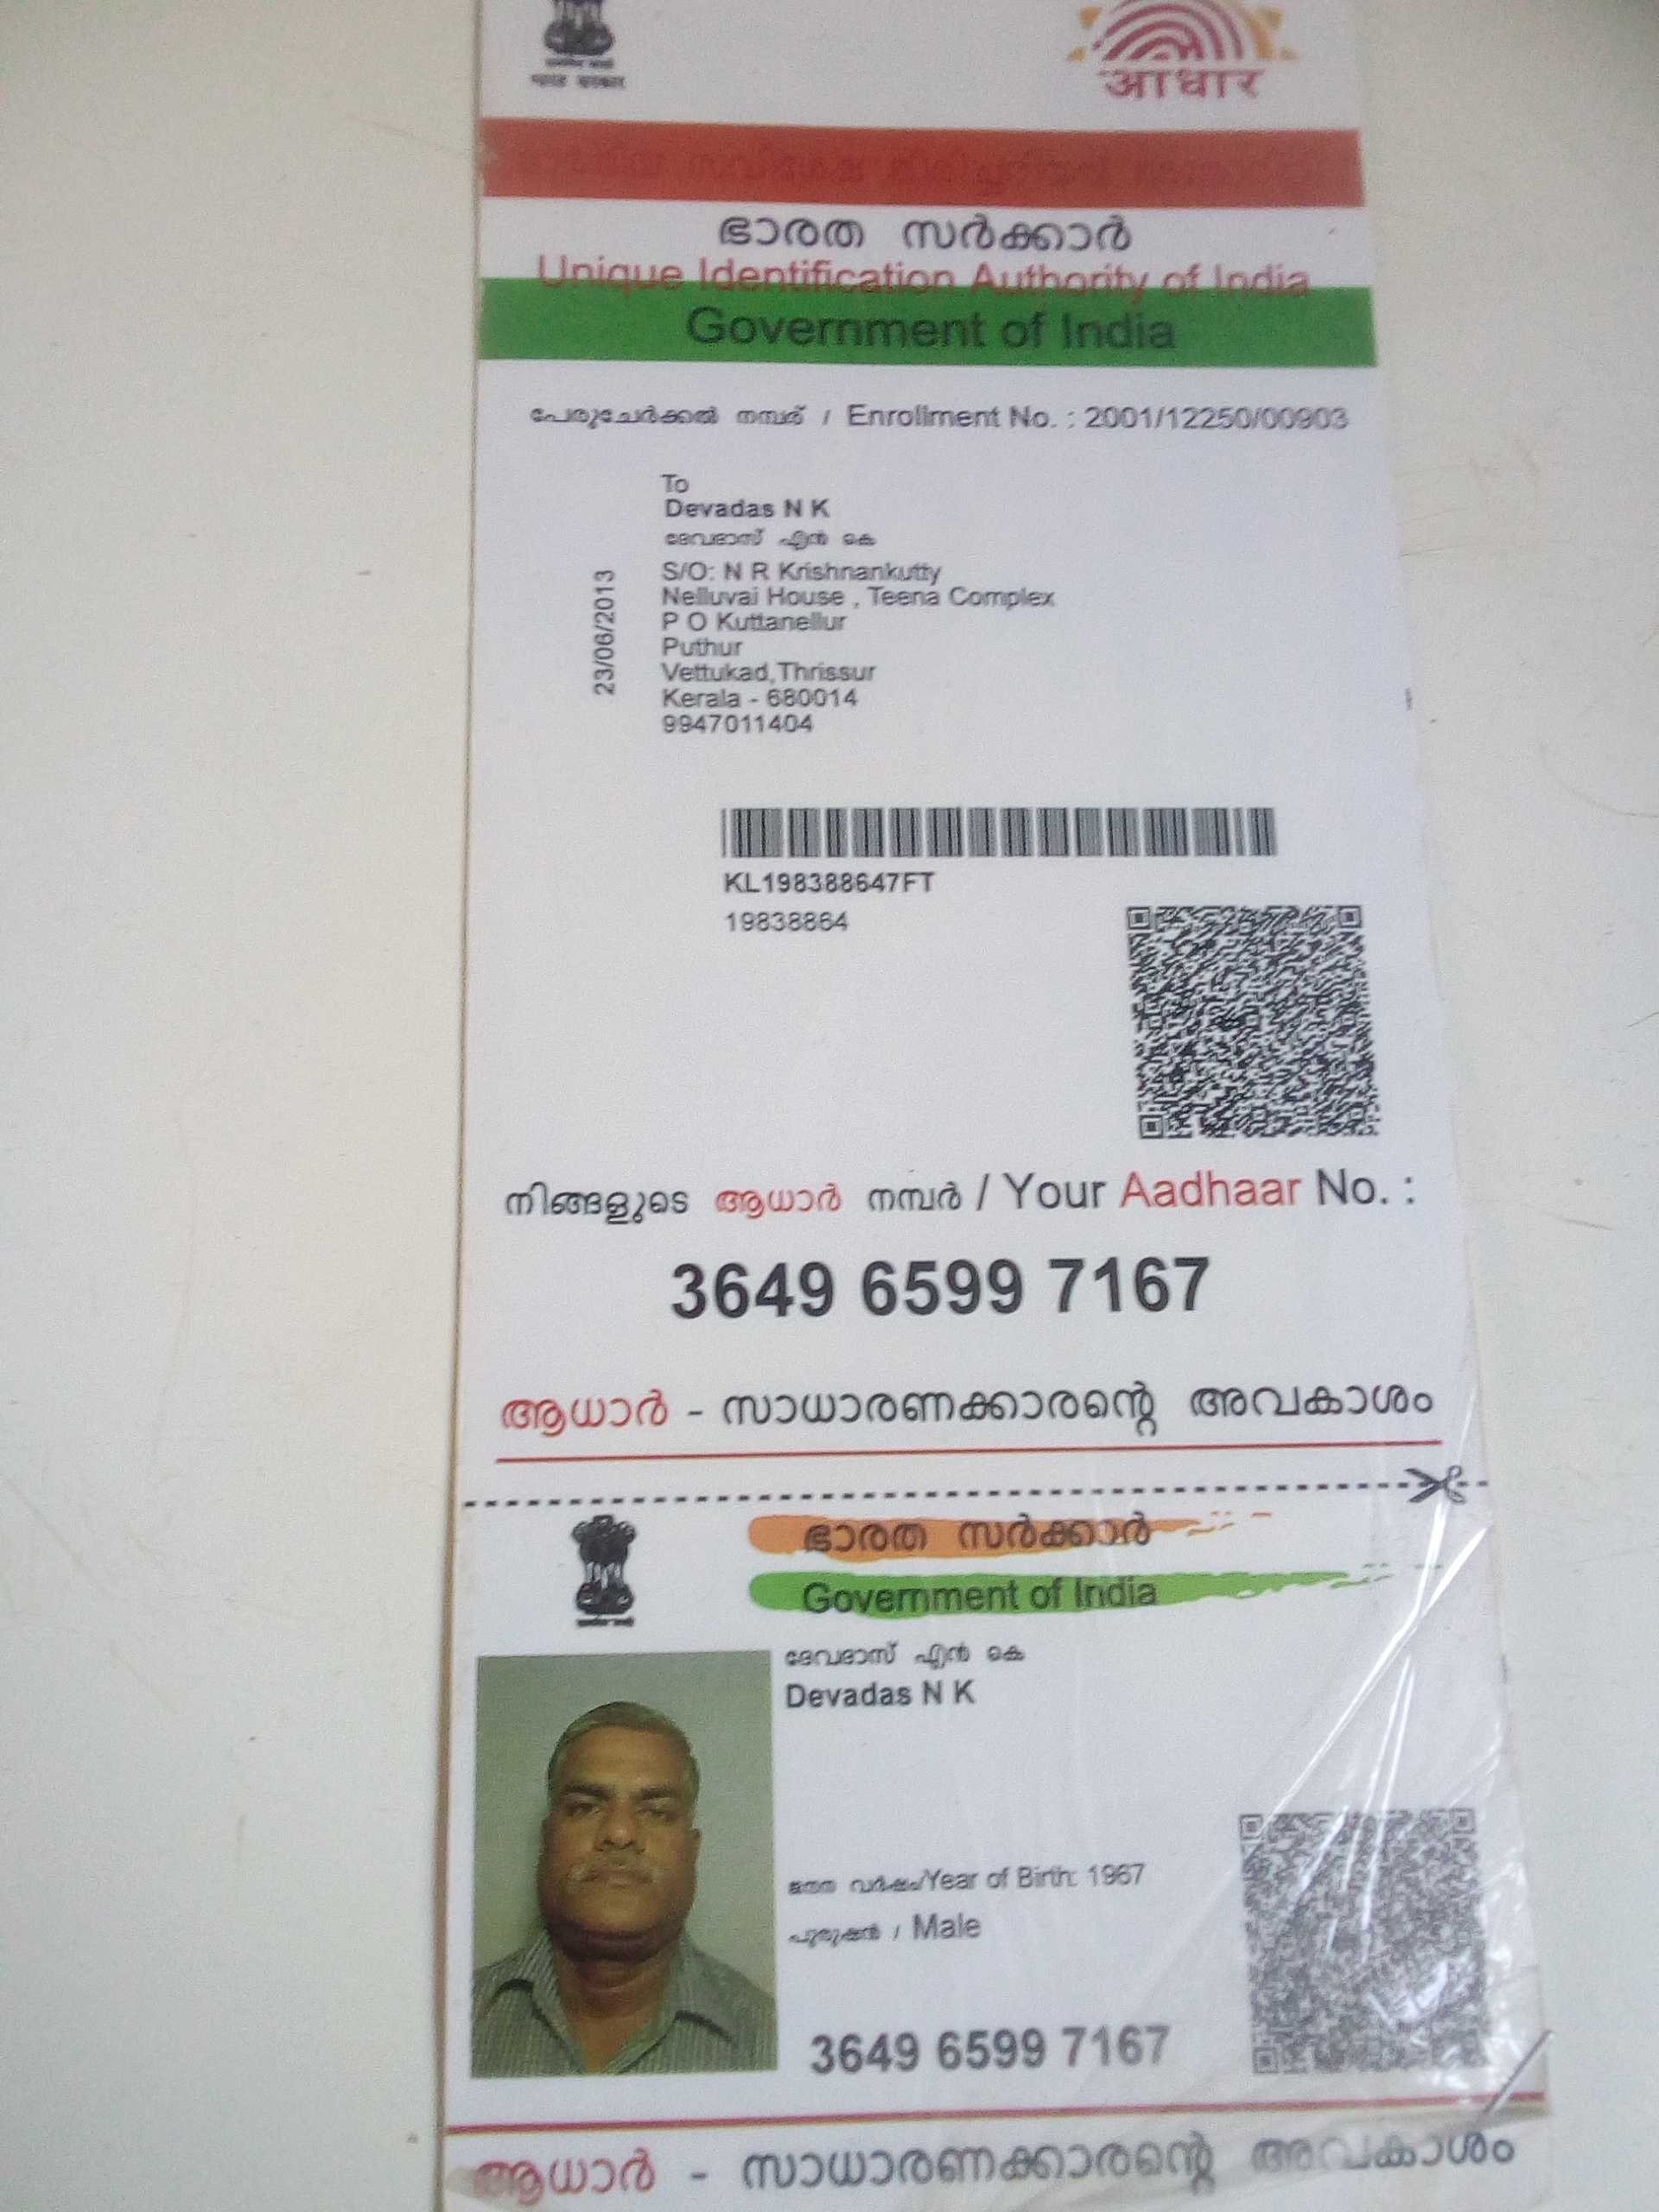 भारत सरकार
आधार
ഭാരത സർക്കാർ
Unique Identification Authority of India
Government of India
പേരുചേർക്കൽ നമ്പര് / Enrollment No. : 2001/12250/00903
To
Devadas N K
ദേവദാസ് എൻ കെ
S/O: N R Krishnankutty
Nelluvai House , Teena Complex
P O Kuttanellur
Puthur
Vettukad,Thrissur
Kerala - 680014
9947011404
23/06/2013
KL198388647FT
19838864
നിങ്ങളുടെ ആധാർ നമ്പർ / Your Aadhaar No. :
3649 6599 7167
ആധാർ - സാധാരണക്കാരന്റെ അവകാശം
ഭാരത സർക്കാർ
Government of India
ദേവദാസ് എൻ കെ
Devadas N K
ജനന വർഷം/Year of Birth: 1967
പുരുഷൻ / Male
3649 6599 7167
ആധാർ - സാധാരണക്കാരന്റെ അവകാശം